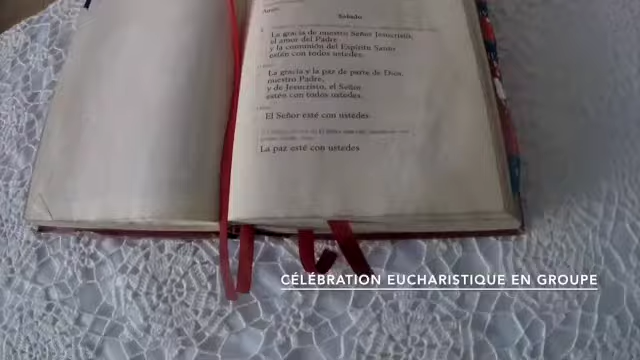 Amén.
Saludo
La gracia de nuestro Señor Jesucristo,
el amor del Padre
y la comunión del Espíritu Santo
estén con todos ustedes.
La gracia y la paz de parte de Dios,
nuestro Padre,
y de Jesucristo, el Señor,
estén con todos ustedes.
El Señor esté con ustedes.
La paz esté con ustedes
CÉLÉBRATION EUCHARISTIQUE EN GROUPE